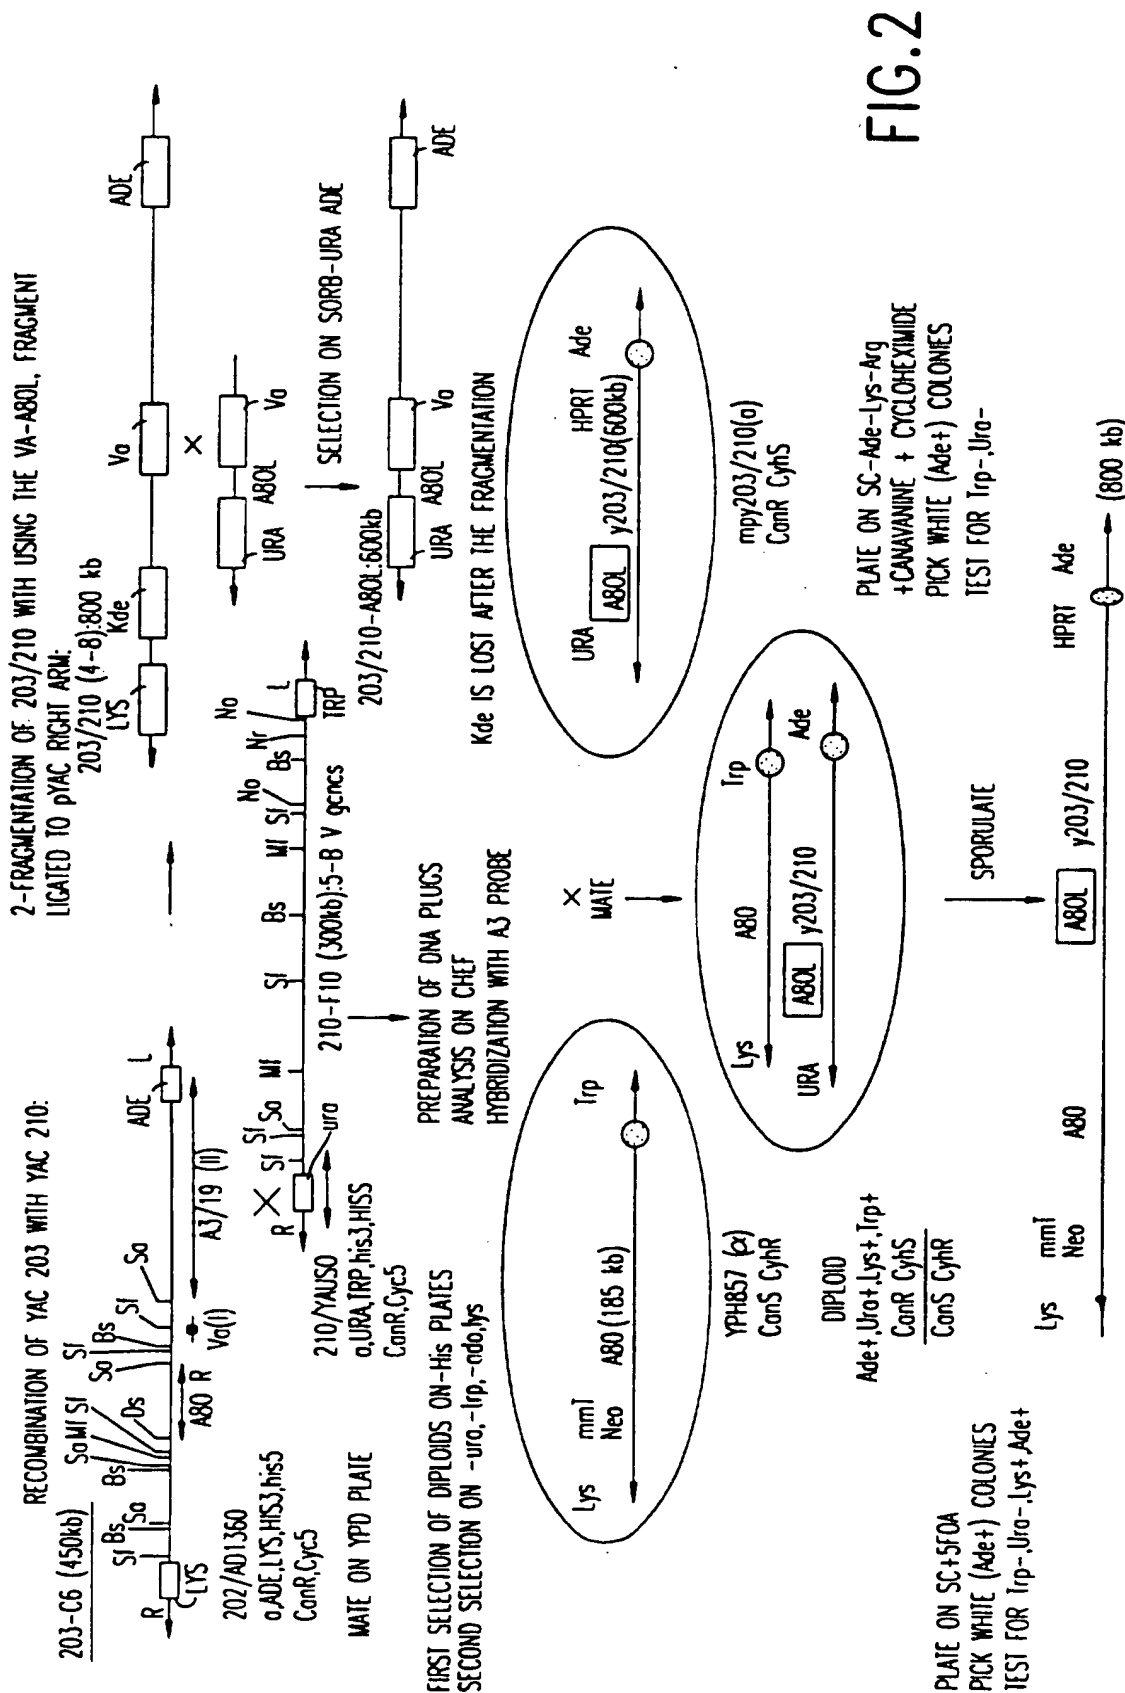 RECOMBINATION OF YAC 203 WITH YAC 210:
203-C6 (450kb)
R
LYS
Sf
Bs
Sa
Bs
Sa
Mf
Sf
Ds
A80 R
Sa
Sf
Bs
Va(I)
Sf
Sa
A3/19 (II)
ADE
L
202/AD1360
a,ADE,LYS,HIS3,his5
CanR,Cyc5
MATE ON YPD PLATE
210/YAUSO
a,URA,TRP,his3,HIS5
CanR,Cyc5
R
ura
Sf
Sf
Sa
Mf
Sf
Bs
Mf
Sf
No
Bs
Nr
No
L
TRP
210-F10 (300kb):5-B V gcncs
PREPARATION OF DNA PLUGS
ANALYSIS ON CHEF
HYBRIDIZATION WITH A3 PROBE
FIRST SELECTION OF DIPLOIDS ON-His PLATES
SECOND SELECTION ON -ura,-trp,-ada,lys
2-FRAGMENTATION OF 203/210 WITH USING THE VA-A80L, FRAGMENT
LIGATED TO pYAC RIGHT ARM:
203/210 (4-8):800 kb
LYS
Kde
Va
ADE
URA
A80L
Va
SELECTION ON SORB-URA ADE
203/210-A80L:600kb
URA
A80L
Va
ADE
Kde IS LOST AFTER THE FRAGMENTATION
Lys
mmT
Neo
A80 (185 kb)
Trp
YPH857 (α)
CanS CyhR
MATE
URA
A80L
y203/210(600kb)
HPRT
Ade
mpy203/210(a)
CanR CyhS
DIPLOID
Ade+,Ura+,Lys+,Trp+
CanR CyhS
CanS CyhR
Lys
A80
Trp
URA
A80L
y203/210
Ade
SPORULATE
PLATE ON SC-Ade-Lys-Arg
+CANAVANINE + CYCLOHEXIMIDE
PICK WHITE (Ade+) COLONIES
TEST FOR Trp-,Ura-
PLATE ON SC+5FOA
PICK WHITE (Ade+) COLONIES
TEST FOR Trp-,Ura-,Lys+,Ade+
Lys
mmT
Neo
A80
A80L
y203/210
HPRT
Ade
(800 kb)
FIG.2